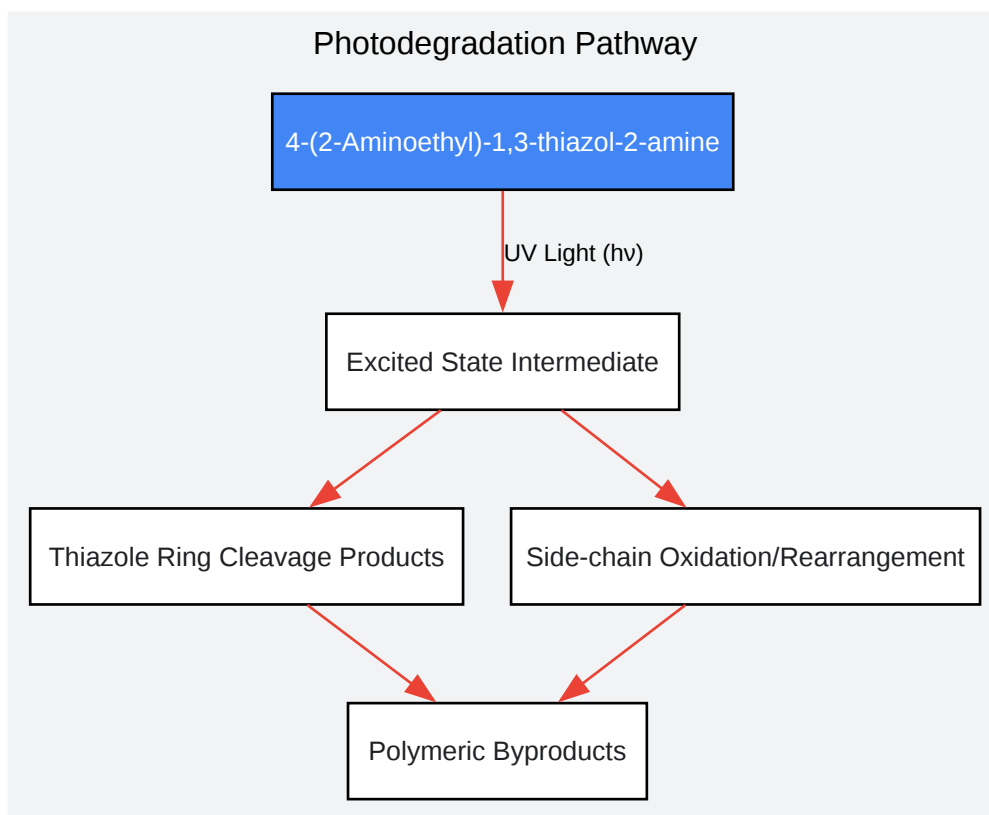 Photodegradation Pathway
4-(2-Aminoethyl)-1,3-thiazol-2-amine
UV Light (hν)
Excited State Intermediate
Thiazole Ring Cleavage Products
Side-chain Oxidation/Rearrangement
Polymeric Byproducts